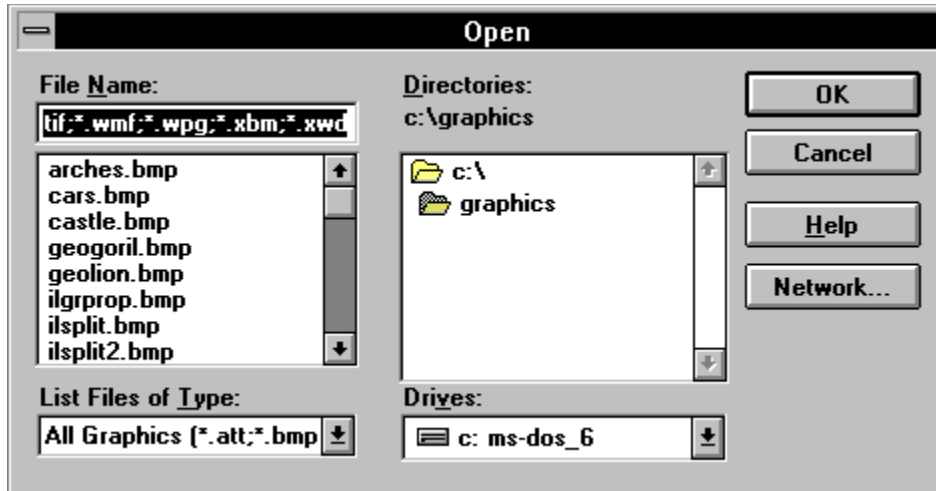 Open
File Name:
tif;*.wmf;*.wpg;*.xbm;*.xwd
arches.bmp
cars.bmp
castle.bmp
geogoril.bmp
geolion.bmp
ilgrprop.bmp
ilsplit.bmp
ilsplit2.bmp
List Files of Type:
All Graphics (*.att;*.bmp
Directories:
c:\graphics
c:\
graphics
Drives:
c: ms-dos_6
OK
Cancel
Help
Network...